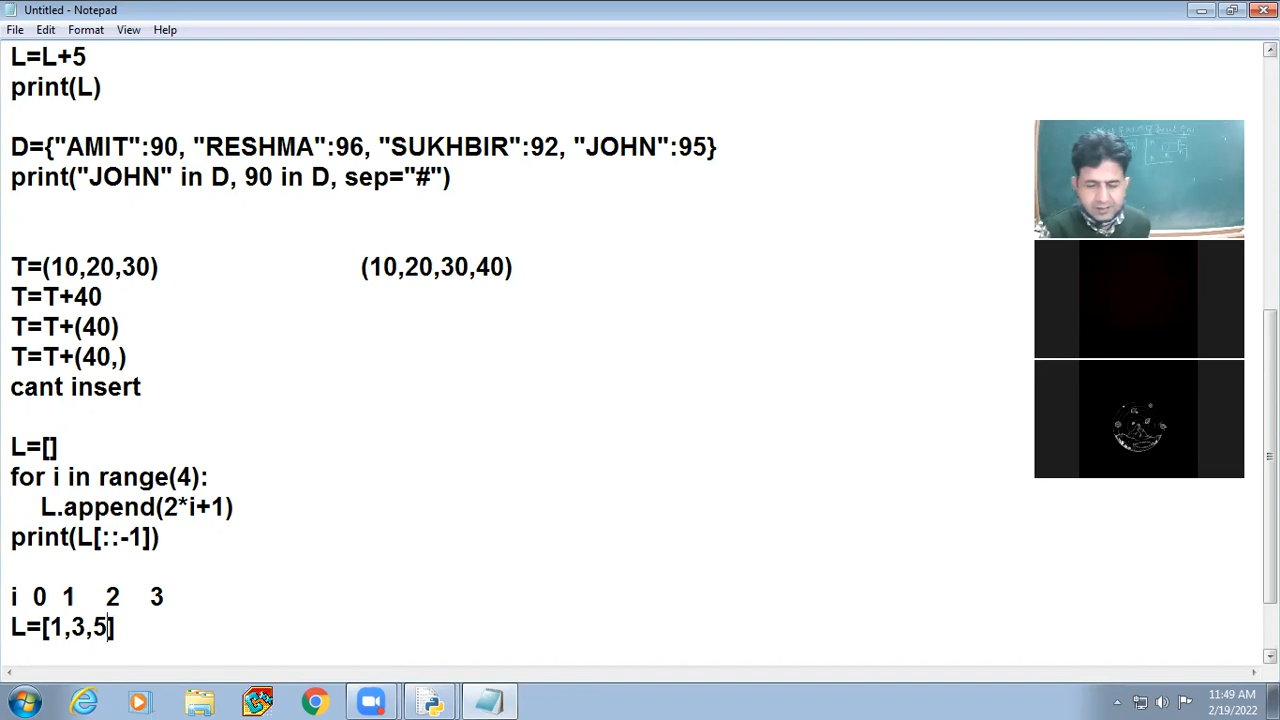 Untitled - Notepad
File Edit Format View Help
L=L+5
print(L)
D={"AMIT":90, "RESHMA":96, "SUKHBIR":92, "JOHN":95}
print("JOHN" in D, 90 in D, sep="#")
T=(10,20,30) (10,20,30,40)
T=T+40
T=T+(40)
T=T+(40,)
cant insert
L=[]
for i in range(4):
L.append(2*i+1)
print(L[::-1])
i 0 1 2 3
L=[1,3,5]
11:49 AM
2/19/2022